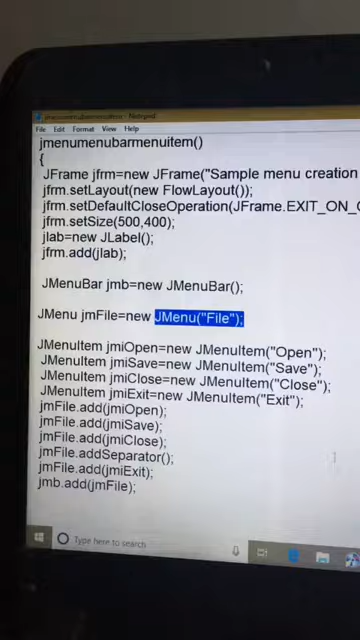 jmenumenubarmenuitem - Notepad
File Edit Format View Help
jmenumenubarmenuitem()
{
JFrame jfrm=new JFrame("Sample menu creation
jfrm.setLayout(new FlowLayout());
jfrm.setDefaultCloseOperation(JFrame.EXIT_ON_
jfrm.setSize(500,400);
jlab=new JLabel();
jfrm.add(jlab);
JMenuBar jmb=new JMenuBar();
JMenu jmFile=new JMenu("File");
JMenuItem jmiOpen=new JMenuItem("Open");
JMenuItem jmiSave=new JMenuItem("Save");
JMenuItem jmiClose=new JMenuItem("Close");
JMenuItem jmiExit=new JMenuItem("Exit");
jmFile.add(jmiOpen);
jmFile.add(jmiSave);
jmFile.add(jmiClose);
jmFile.addSeparator();
jmFile.add(jmiExit);
jmb.add(jmFile);
Type here to search